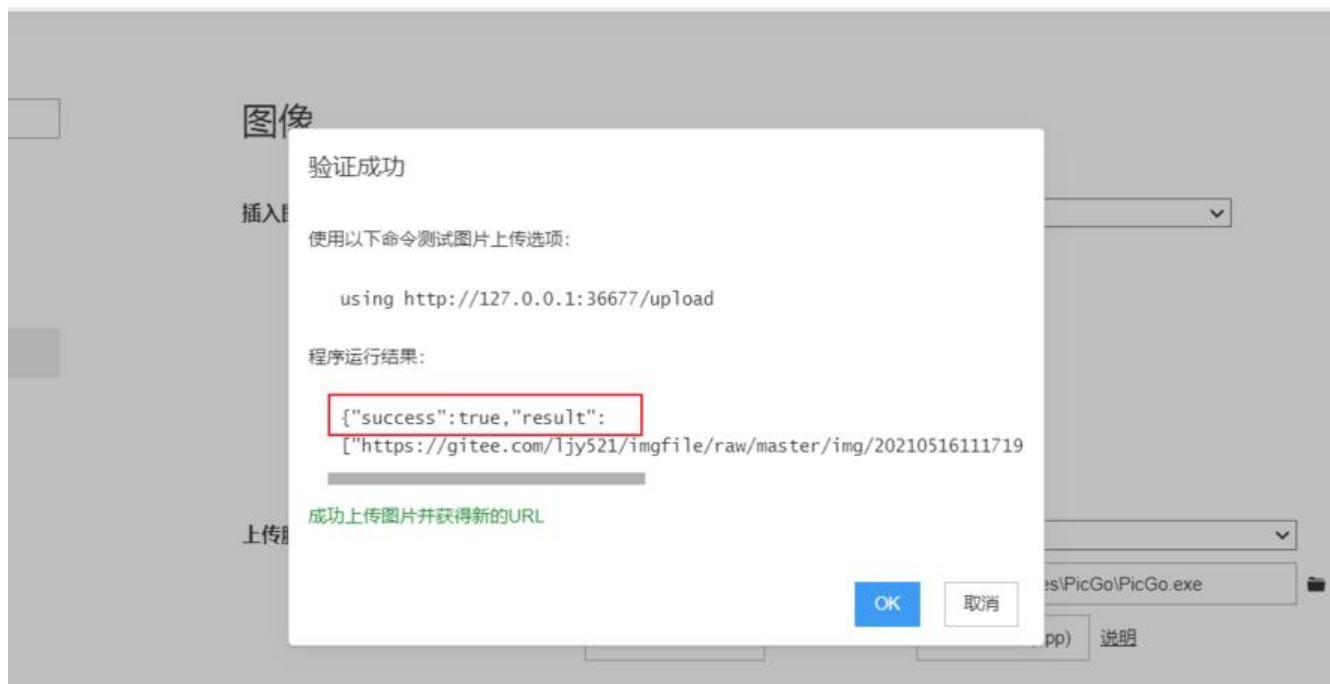 图像
验证成功
插入
使用以下命令测试图片上传选项:
using http://127.0.0.1:36677/upload
程序运行结果:
{"success":true,"result":
["https://gitee.com/ljy521/imgfile/raw/master/img/20210516111719
成功上传图片并获得新的URL
上传
es\PicGo\PicGo.exe
OK
取消
pp)
说明